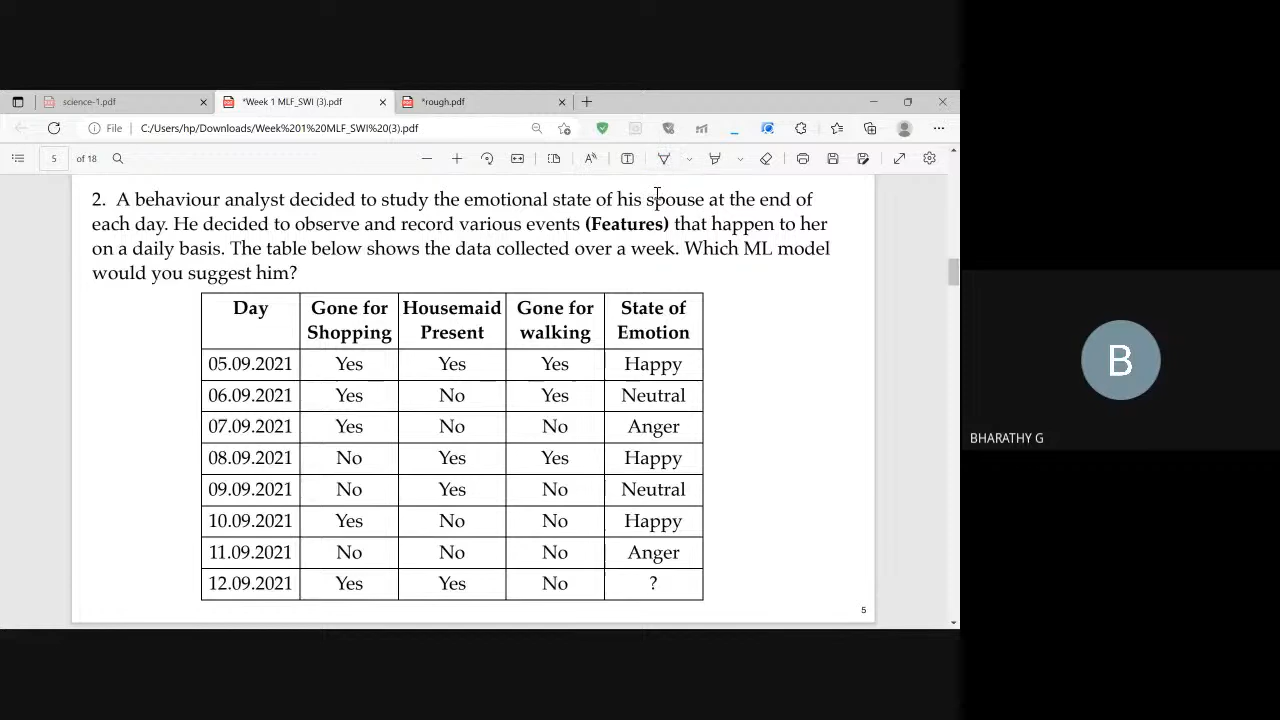 science-1.pdf
*Week 1 MLF_SWI (3).pdf
*rough.pdf
File
C:/Users/hp/Downloads/Week%201%20MLF_SWI%20(3).pdf
5 of 18
2. A behaviour analyst decided to study the emotional state of his spouse at the end of
each day. He decided to observe and record various events (Features) that happen to her
on a daily basis. The table below shows the data collected over a week. Which ML model
would you suggest him?
Day Gone for Shopping Housemaid Present Gone for walking State of Emotion
05.09.2021 Yes Yes Yes Happy
06.09.2021 Yes No Yes Neutral
07.09.2021 Yes No No Anger
08.09.2021 No Yes Yes Happy
09.09.2021 No Yes No Neutral
10.09.2021 Yes No No Happy
11.09.2021 No No No Anger
12.09.2021 Yes Yes No ?
5
B
BHARATHY G